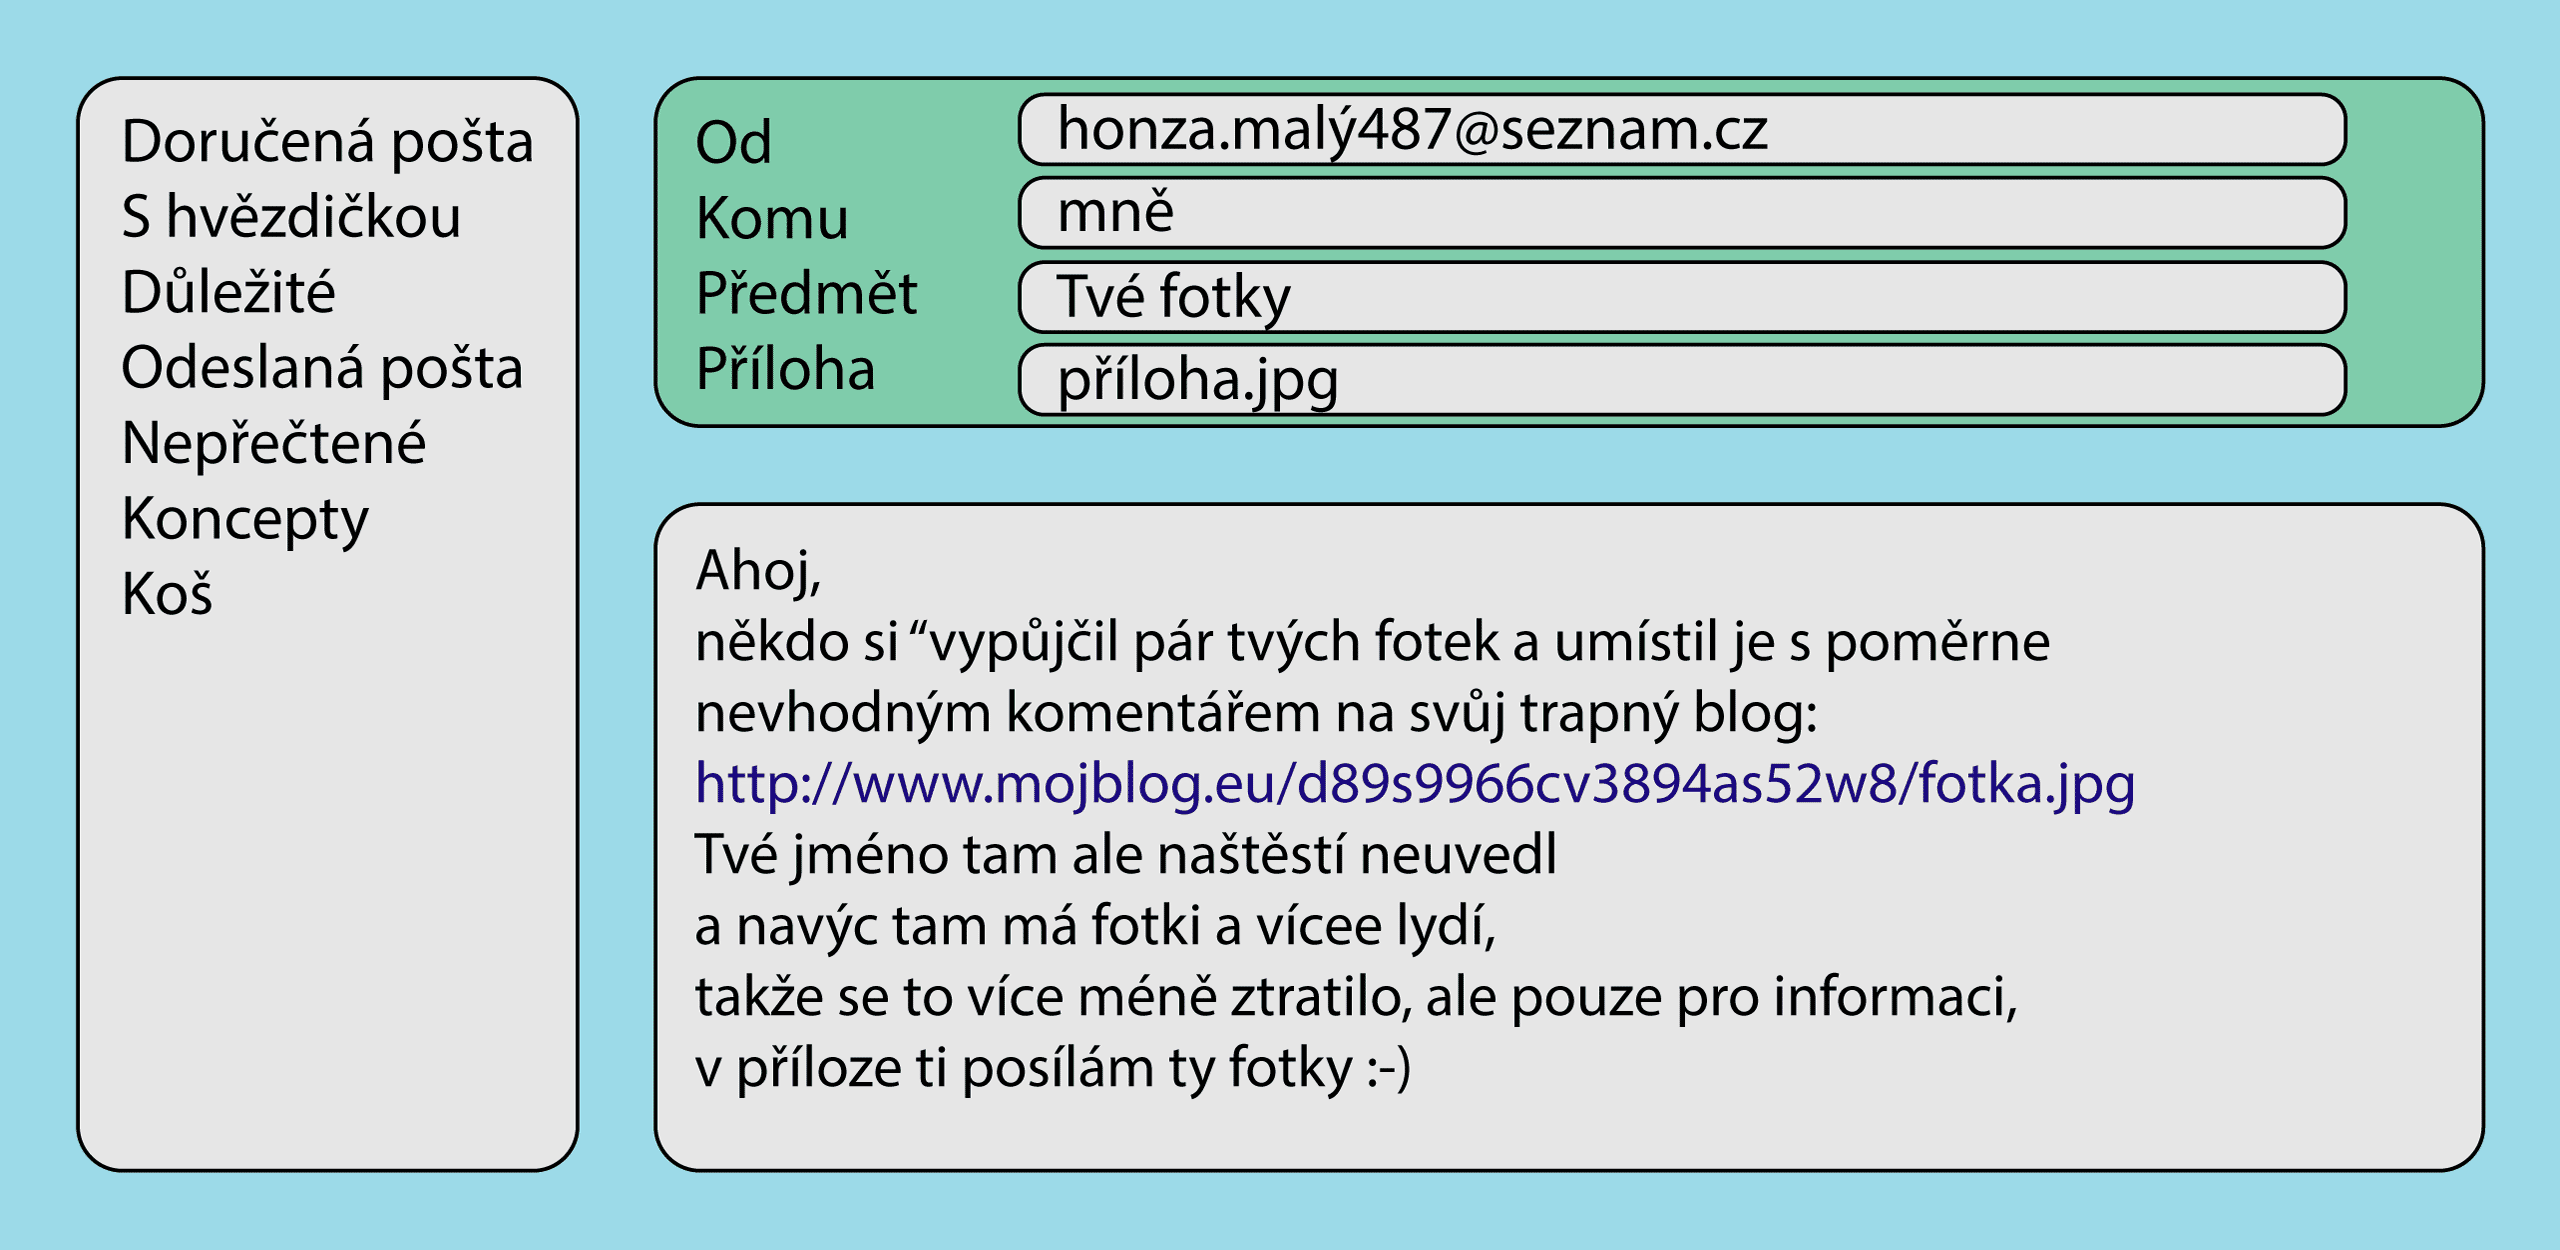 Doručená pošta
S hvězdičkou
Důležité
Odeslaná pošta
Nepřečtené
Koncepty
Koš
Od honza.malý487@seznam.cz
Komu mně
Předmět Tvé fotky
Příloha příloha.jpg
Ahoj,
někdo si “vypůjčil pár tvých fotek a umístil je s poměrne
nevhodným komentářem na svůj trapný blog:
http://www.mojblog.eu/d89s9966cv3894as52w8/fotka.jpg
Tvé jméno tam ale naštěstí neuvedl
a navýc tam má fotki a vícee lydí,
takže se to více méně ztratilo, ale pouze pro informaci,
v příloze ti posílám ty fotky :-)